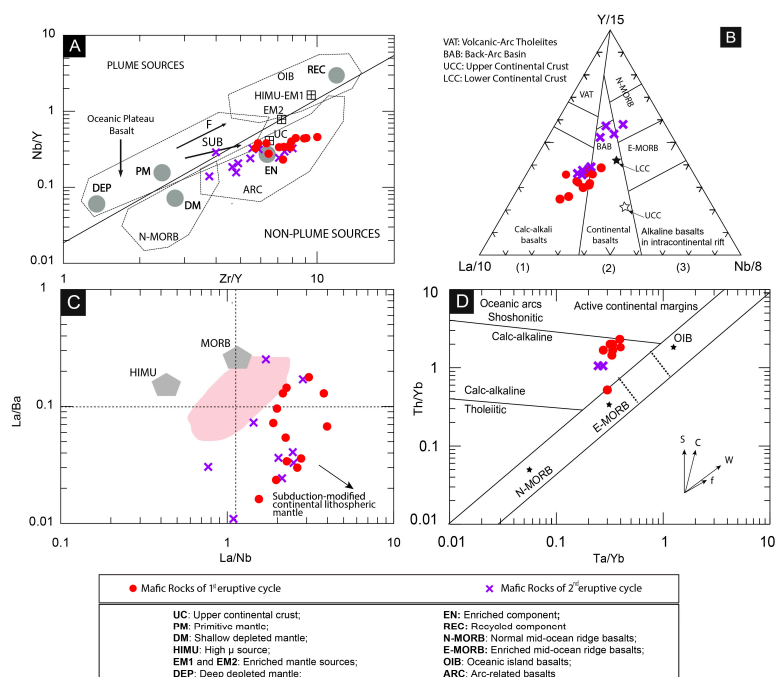 A
PLUME SOURCES
OIB
REC
HIMU-EM1
EM2
Oceanic Plateau
Basalt
F
SUB
UC
PM
EN
DEP
DM
ARC
N-MORB
NON-PLUME SOURCES
Nb/Y
10
1
0.1
0.01
1
10
Zr/Y
B
Y/15
VAT: Volcanic-Arc Tholeiites
BAB: Back-Arc Basin
UCC: Upper Continental Crust
LCC: Lower Continental Crust
VAT
N-MORB
BAB
E-MORB
LCC
UCC
Calc-alkali
basalts
Continental
basalts
Alkaline basalts
in intracontinental rift
La/10
(1)
(2)
(3)
Nb/8
C
MORB
HIMU
Subduction-modified
continental lithospheric
mantle
La/Ba
1
0.1
0.01
0.1
1
10
La/Nb
D
Oceanic arcs
Active continental margins
Shoshonitic
Calc-alkaline
OIB
Calc-alkaline
Tholeiitic
E-MORB
N-MORB
S
C
W
f
Th/Yb
10
1
0.1
0.01
0.01
0.1
1
10
Ta/Yb
Mafic Rocks of 1st eruptive cycle
Mafic Rocks of 2nd eruptive cycle
UC: Upper continental crust;
PM: Primitive mantle;
DM: Shallow depleted mantle;
HIMU: High μ source;
EM1 and EM2: Enriched mantle sources;
DEP: Deep depleted mantle;
EN: Enriched component;
REC: Recycled component
N-MORB: Normal mid-ocean ridge basalts;
E-MORB: Enriched mid-ocean ridge basalts;
OIB: Oceanic island basalts;
ARC: Arc-related basalts